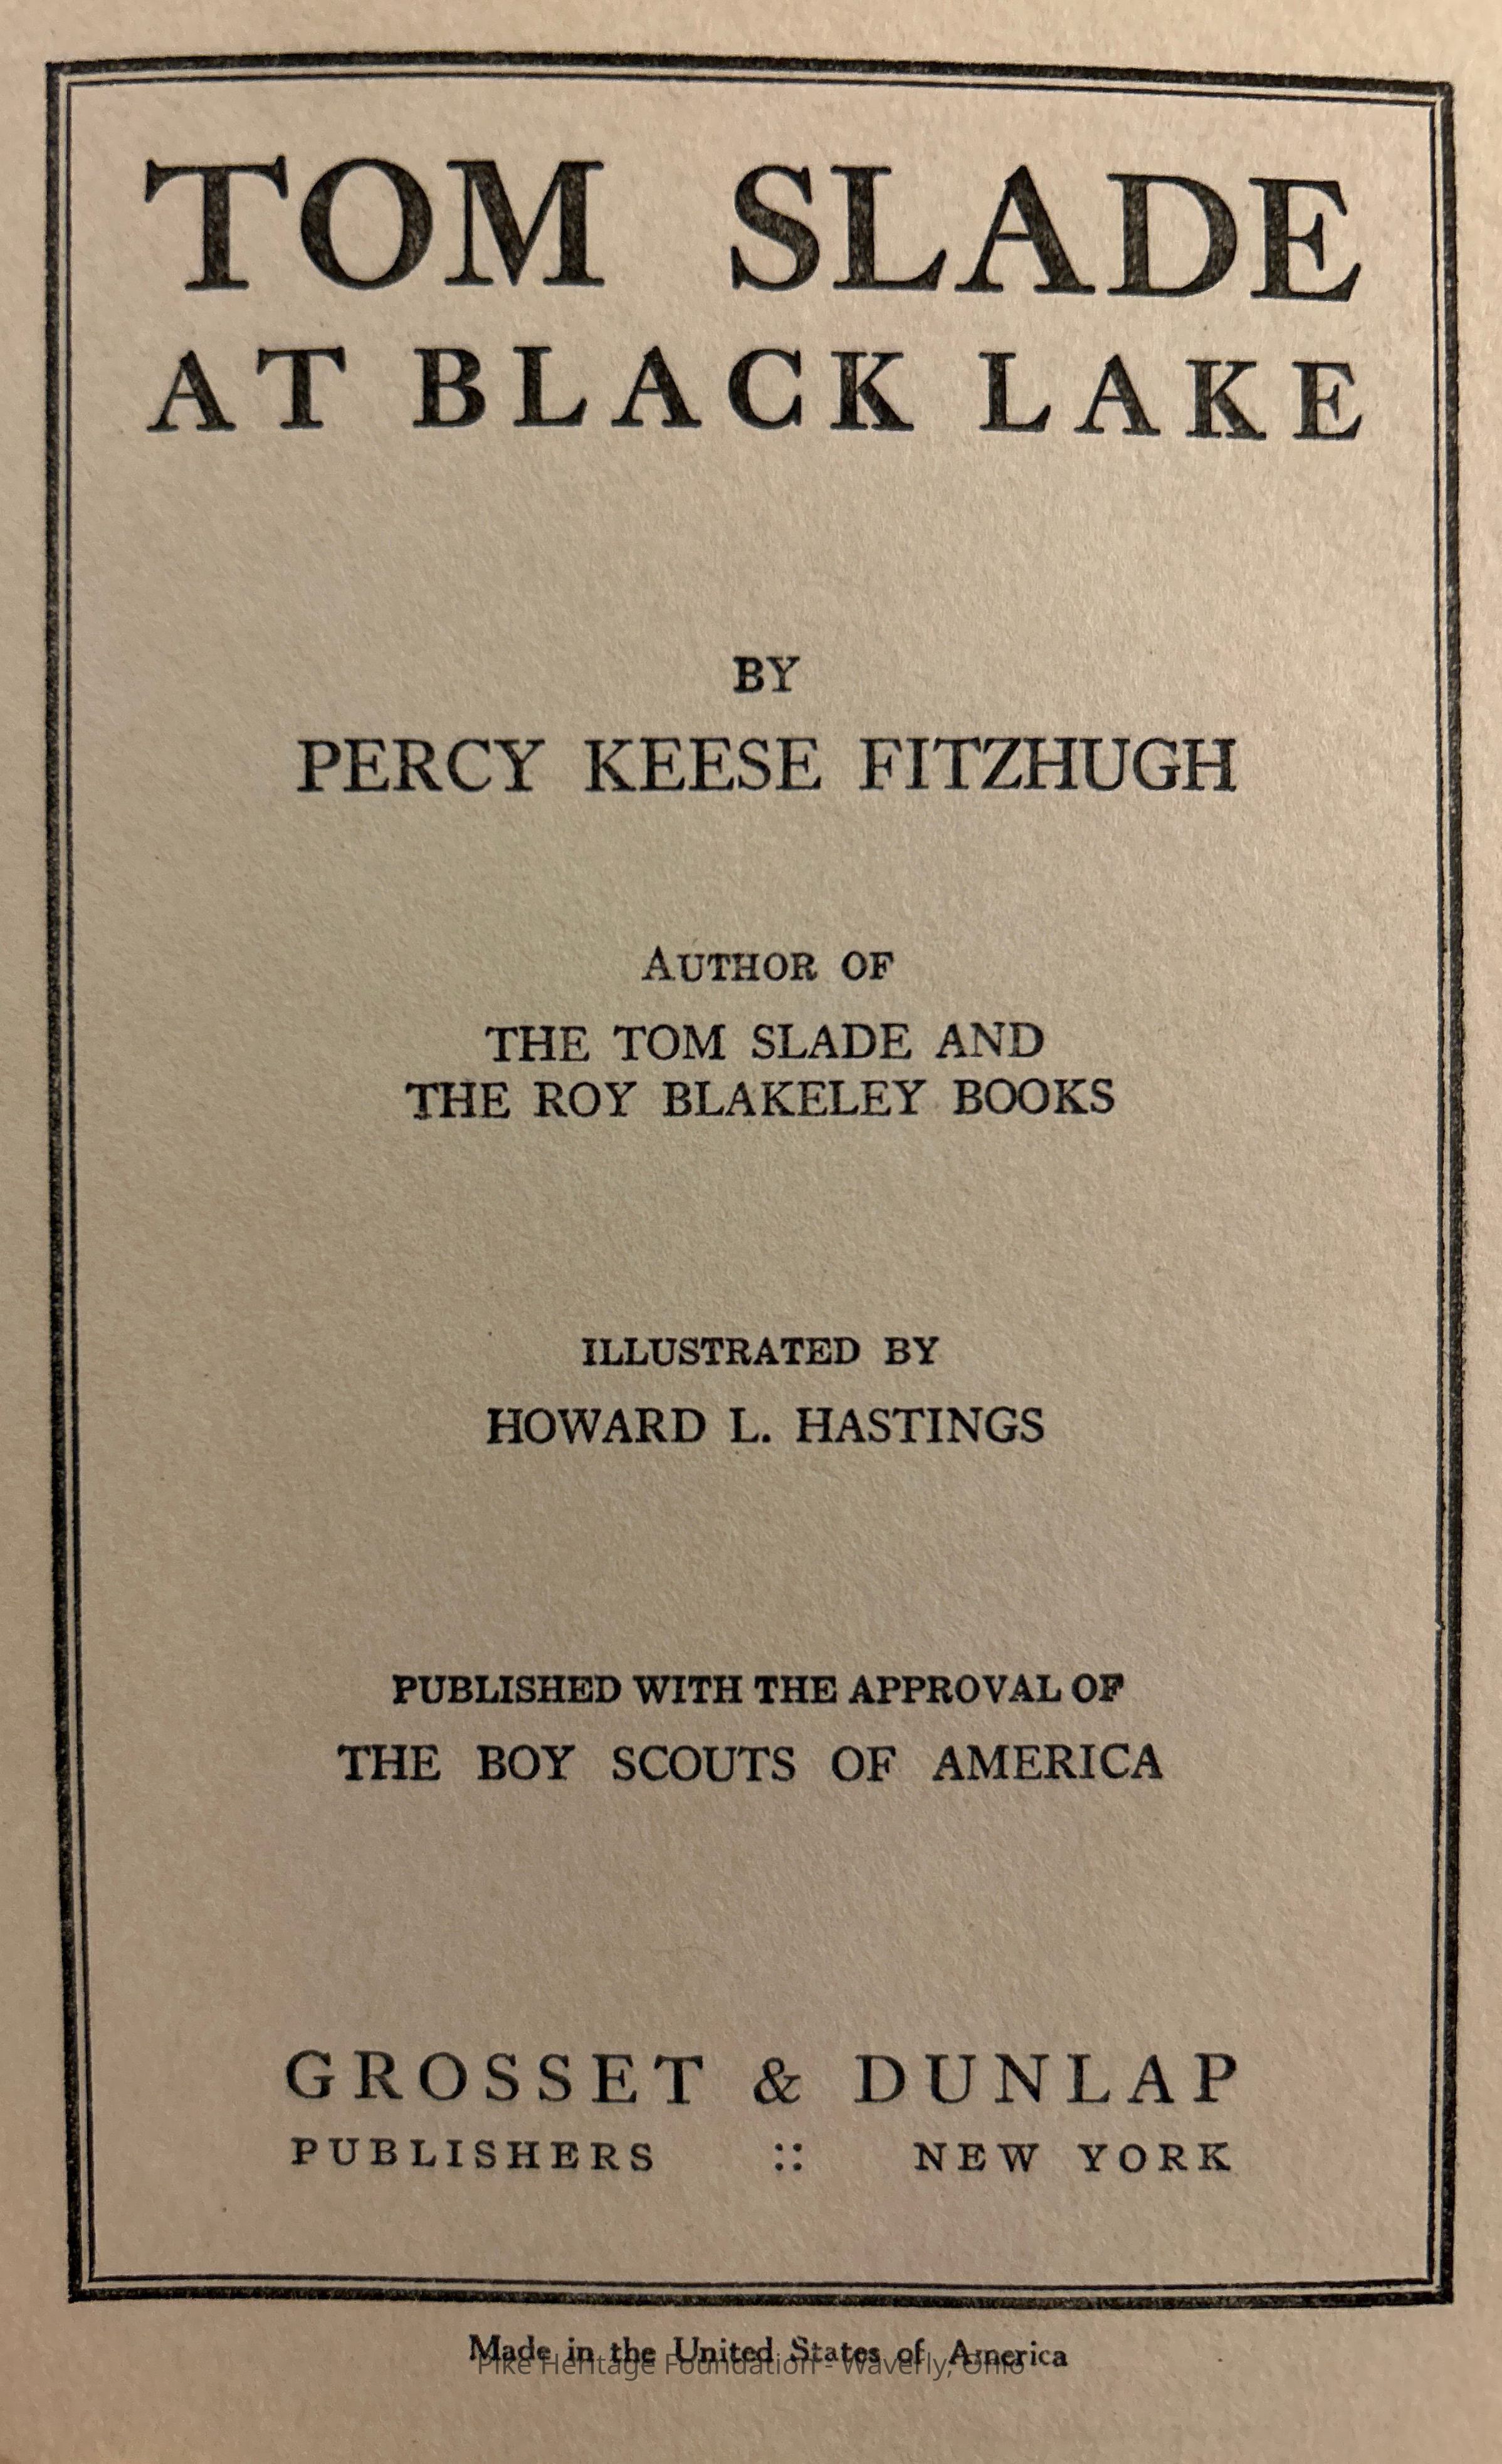 TOM SLADE
AT BLACK LAKE
BY
PERCY KEESE FITZHUGH
AUTHOR OF
THE TOM SLADE AND
THE ROY BLAKELEY BOOKS
ILLUSTRATED BY
HOWARD L. HASTINGS
PUBLISHED WITH THE APPROVAL OF
THE BOY SCOUTS OF AMERICA
GROSSET & DUNLAP
PUBLISHERS :: NEW YORK
Made in the United States of America
Pike Heritage Foundation - Waverly, Ohio